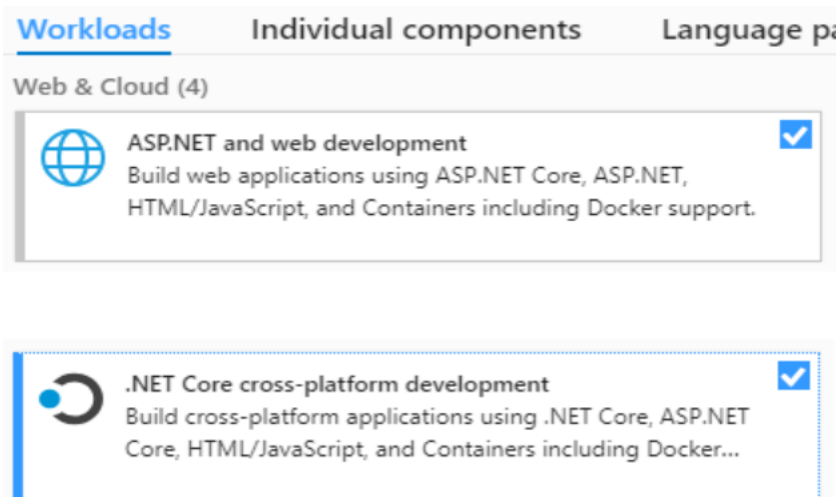 Workloads Individual components Language pa
Web & Cloud (4)
ASP.NET and web development
Build web applications using ASP.NET Core, ASP.NET,
HTML/JavaScript, and Containers including Docker support.
.NET Core cross-platform development
Build cross-platform applications using .NET Core, ASP.NET
Core, HTML/JavaScript, and Containers including Docker...